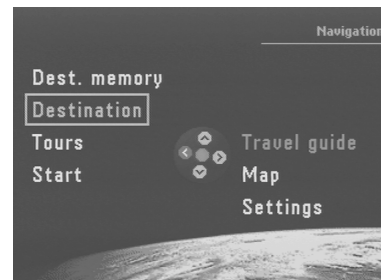 Navigation
Dest. memory
Destination
Tours
Travel guide
Start
Map
Settings